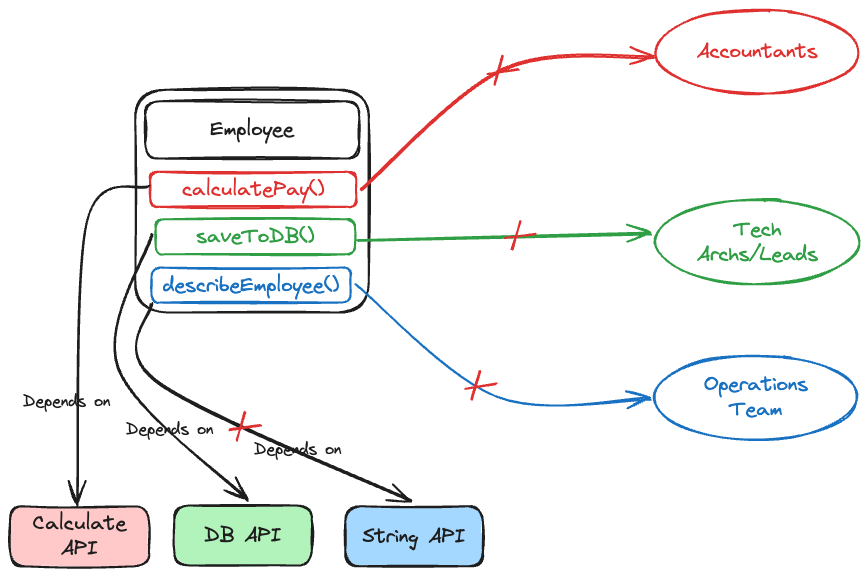 Accountants
Employee
calculatePay()
saveToDB()
Tech
Archs/Leads
describeEmployee()
Operations
Team
Depends on
Depends on
Depends on
Calculate
API
DB API
String API